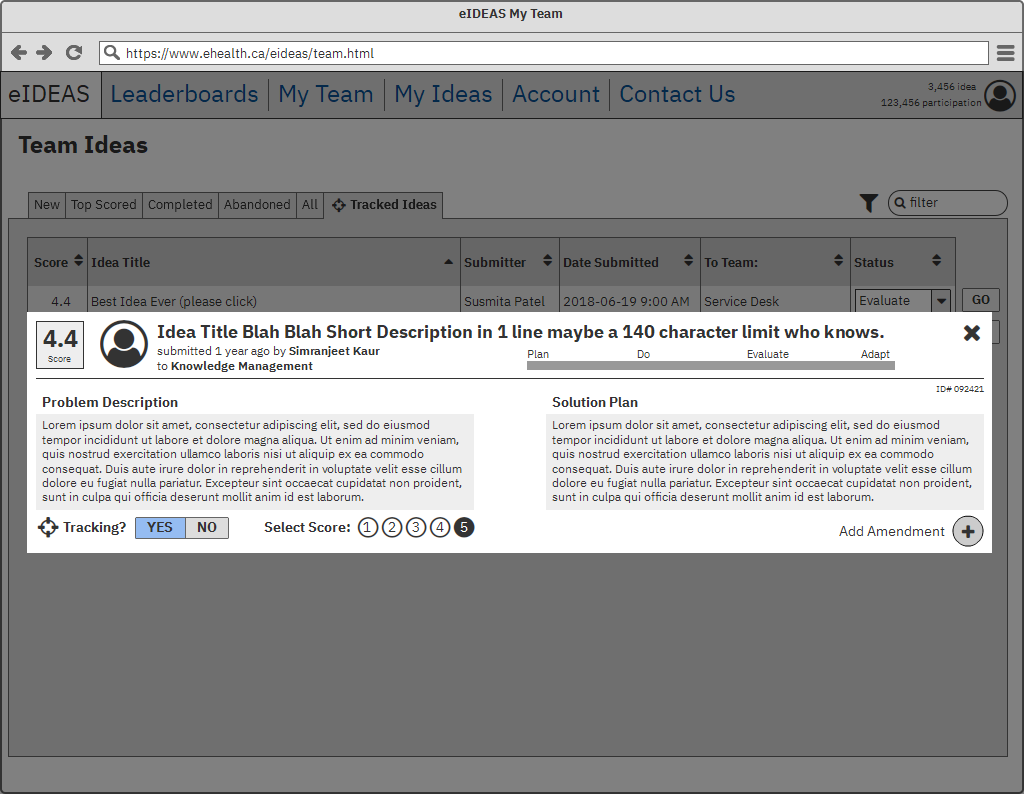 eIDEAS My Team
https://www.ehealth.ca/eideas/team.html
eIDEAS Leaderboards My Team My Ideas Account Contact Us
3,456 idea
123,456 participation
Team Ideas
New Top Scored Completed Abandoned All Tracked Ideas filter
Score Idea Title Submitter Date Submitted To Team: Status
4.4 Best Idea Ever (please click) Susmita Patel 2018-06-19 9:00 AM Service Desk Evaluate GO
4.4
Score
Idea Title Blah Blah Short Description in 1 line maybe a 140 character limit who knows.
submitted 1 year ago by Simranjeet Kaur
to Knowledge Management
Plan Do Evaluate Adapt
ID# 092421
Problem Description
Lorem ipsum dolor sit amet, consectetur adipiscing elit, sed do eiusmod
tempor incididunt ut labore et dolore magna aliqua. Ut enim ad minim veniam,
quis nostrud exercitation ullamco laboris nisi ut aliquip ex ea commodo
consequat. Duis aute irure dolor in reprehenderit in voluptate velit esse cillum
dolore eu fugiat nulla pariatur. Excepteur sint occaecat cupidatat non proident,
sunt in culpa qui officia deserunt mollit anim id est laborum.
Solution Plan
Lorem ipsum dolor sit amet, consectetur adipiscing elit, sed do eiusmod
tempor incididunt ut labore et dolore magna aliqua. Ut enim ad minim veniam,
quis nostrud exercitation ullamco laboris nisi ut aliquip ex ea commodo
consequat. Duis aute irure dolor in reprehenderit in voluptate velit esse cillum
dolore eu fugiat nulla pariatur. Excepteur sint occaecat cupidatat non proident,
sunt in culpa qui officia deserunt mollit anim id est laborum.
Tracking? YES NO Select Score: 1 2 3 4 5
Add Amendment